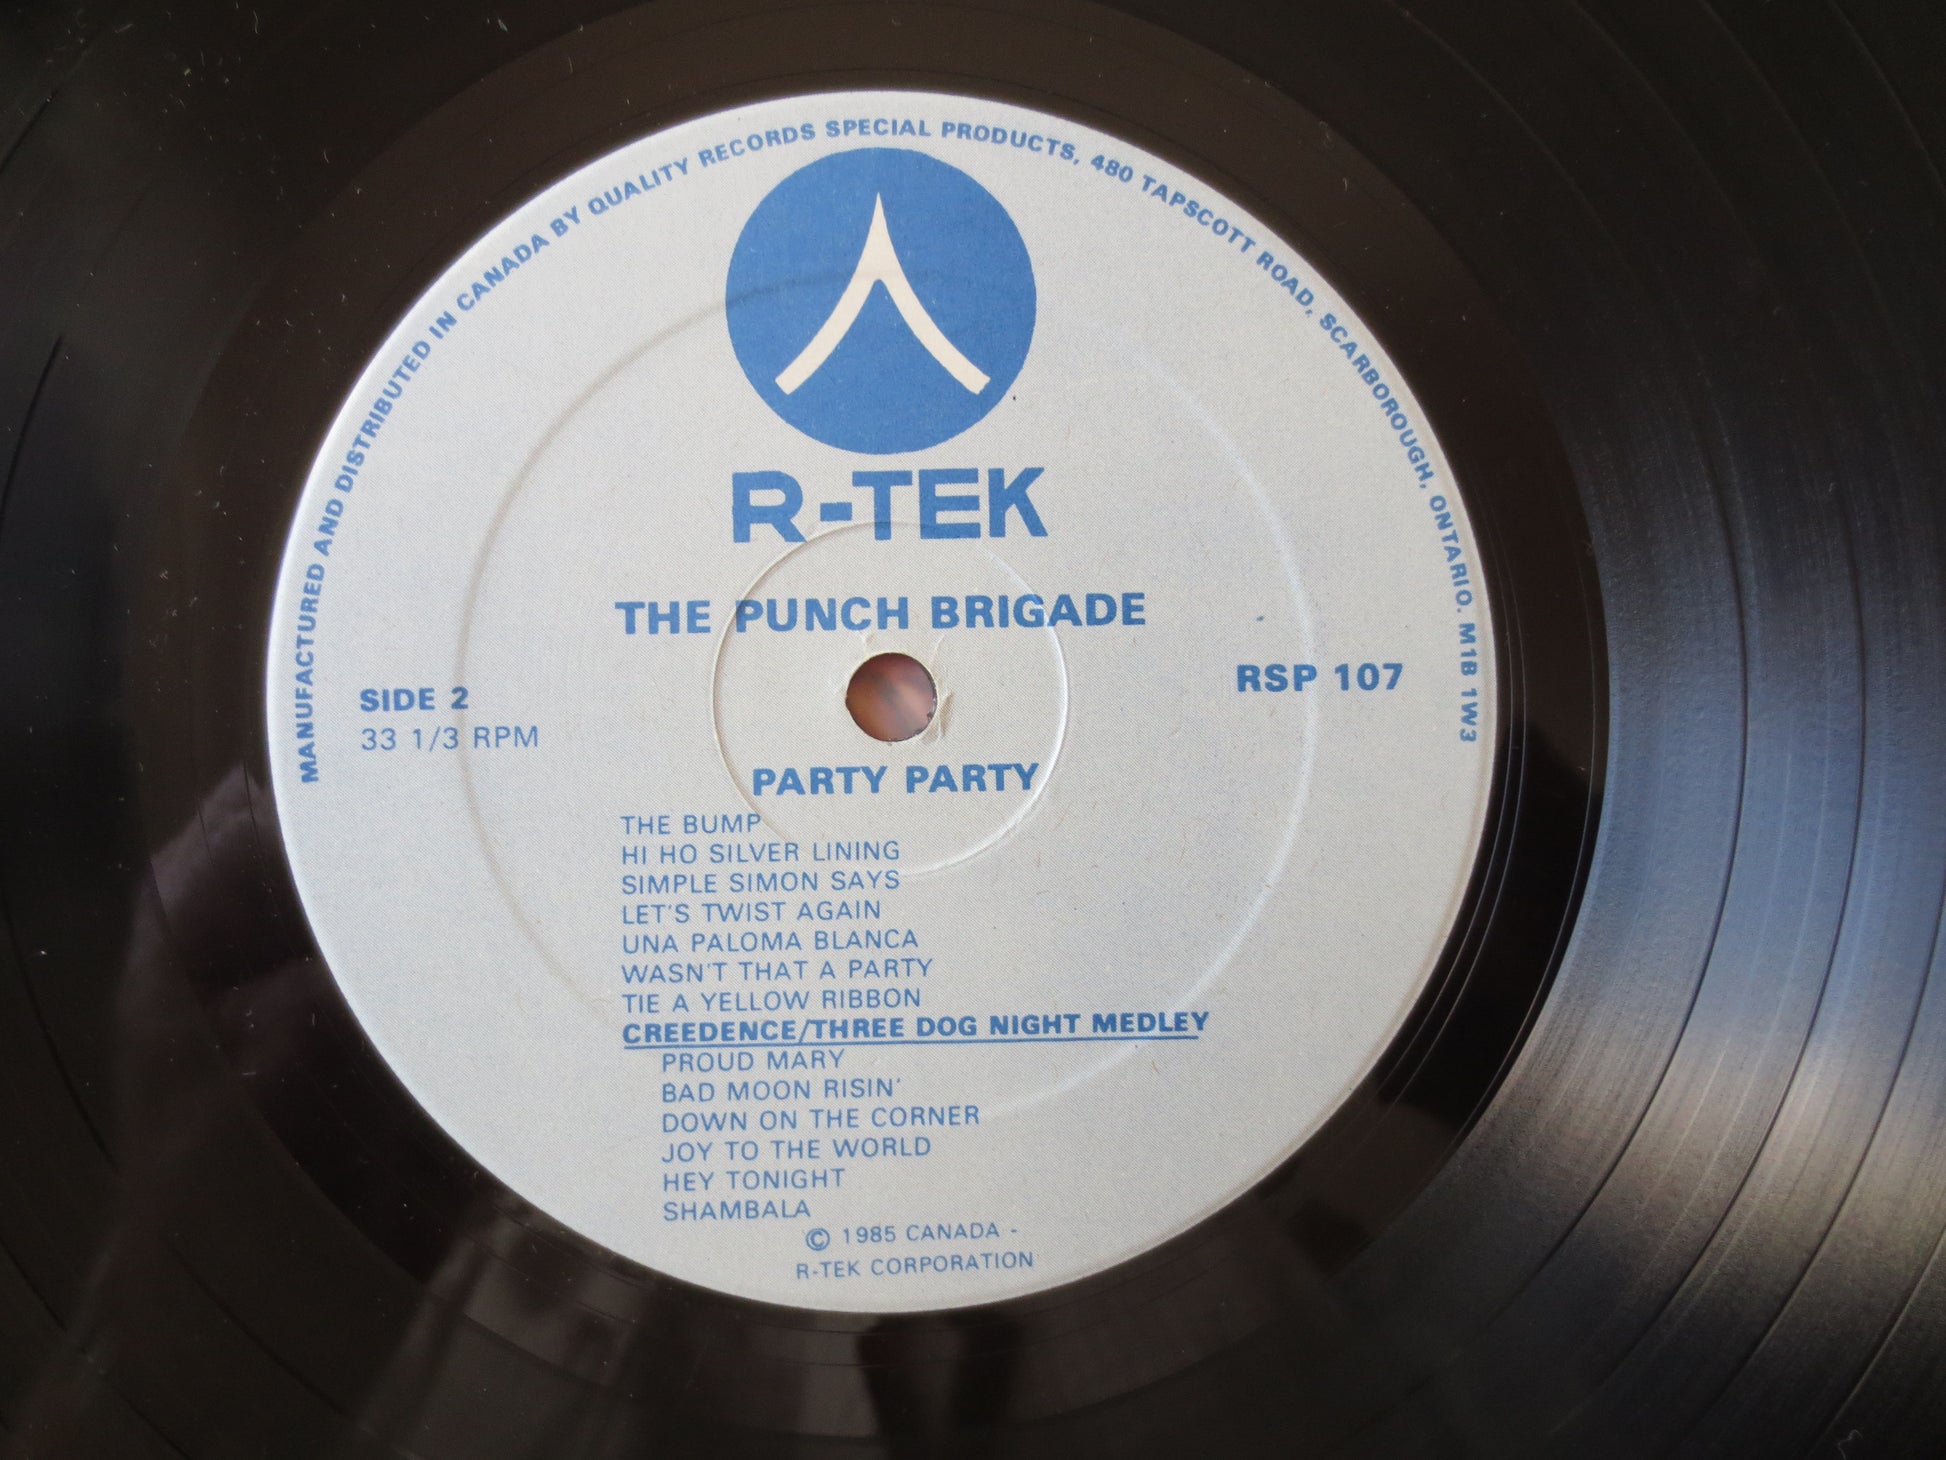 MANUFACTURED AND DISTRIBUTED IN CANADA BY QUALITY RECORDS SPECIAL PRODUCTS, 480 TAPSCOTT ROAD, SCARBOROUGH, ONTARIO. M1B 1W3
R-TEK
THE PUNCH BRIGADE
SIDE 2
33 1/3 RPM
RSP 107
PARTY PARTY
THE BUMP
HI HO SILVER LINING
SIMPLE SIMON SAYS
LET'S TWIST AGAIN
UNA PALOMA BLANCA
WASN'T THAT A PARTY
TIE A YELLOW RIBBON
CREEDENCE/THREE DOG NIGHT MEDLEY
PROUD MARY
BAD MOON RISIN'
DOWN ON THE CORNER
JOY TO THE WORLD
HEY TONIGHT
SHAMBALA
© 1985 CANADA -
R-TEK CORPORATION